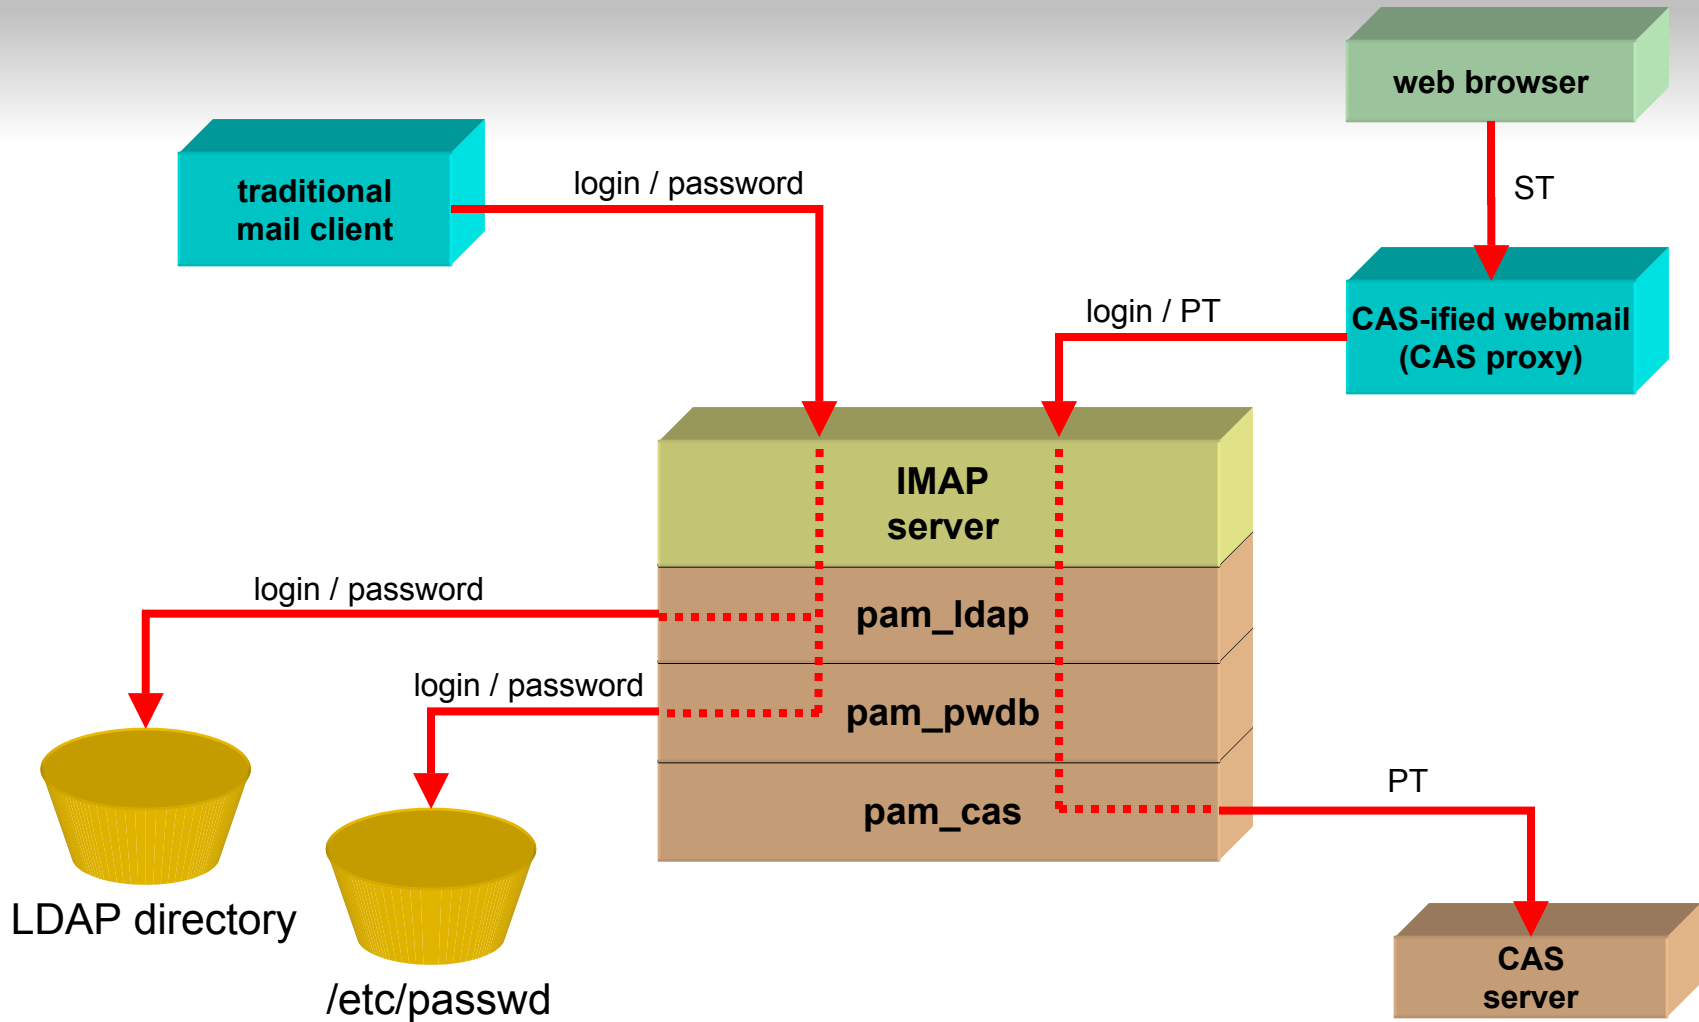 web browser
traditional
mail client
login / password
ST
login / PT
CAS-ified webmail
(CAS proxy)
IMAP
server
login / password
pam_ldap
login / password
pam_pwdb
PT
pam_cas
LDAP directory
/etc/passwd
CAS
server